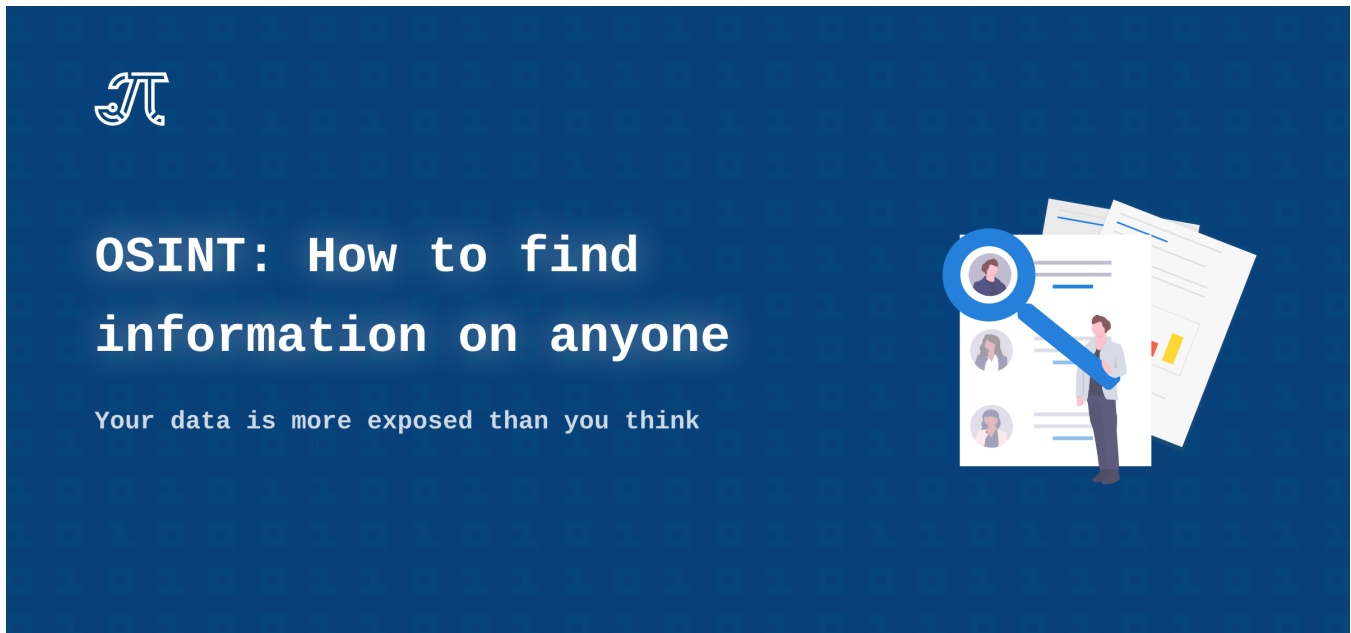 OSINT: How to find
information on anyone
Your data is more exposed than you think